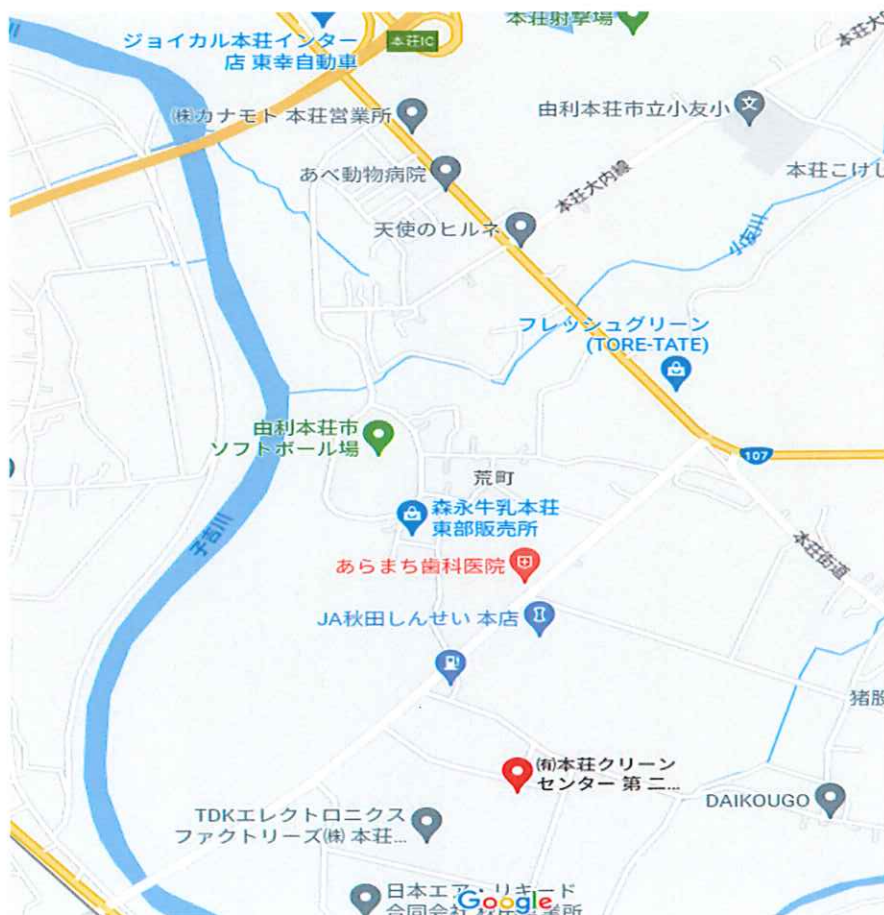 本荘射撃場
ジョイカル本荘インター
店 東幸自動車
本荘IC
本荘大内
㈱カナモト 本荘営業所
由利本荘市立小友小
あべ動物病院
本荘大内線
本荘こけし
天使のヒルネ
小友川
フレッシュグリーン
(TORE-TATE)
由利本荘市
ソフトボール場
107
荒町
森永牛乳本荘
東部販売所
子吉川
本荘街道
あらまち歯科医院
JA秋田しんせい 本店
猪股
㈲本荘クリーン
センター 第 二...
DAIKOUGO
TDKエレクトロニクス
ファクトリーズ㈱ 本荘...
日本エア・リキード
Google